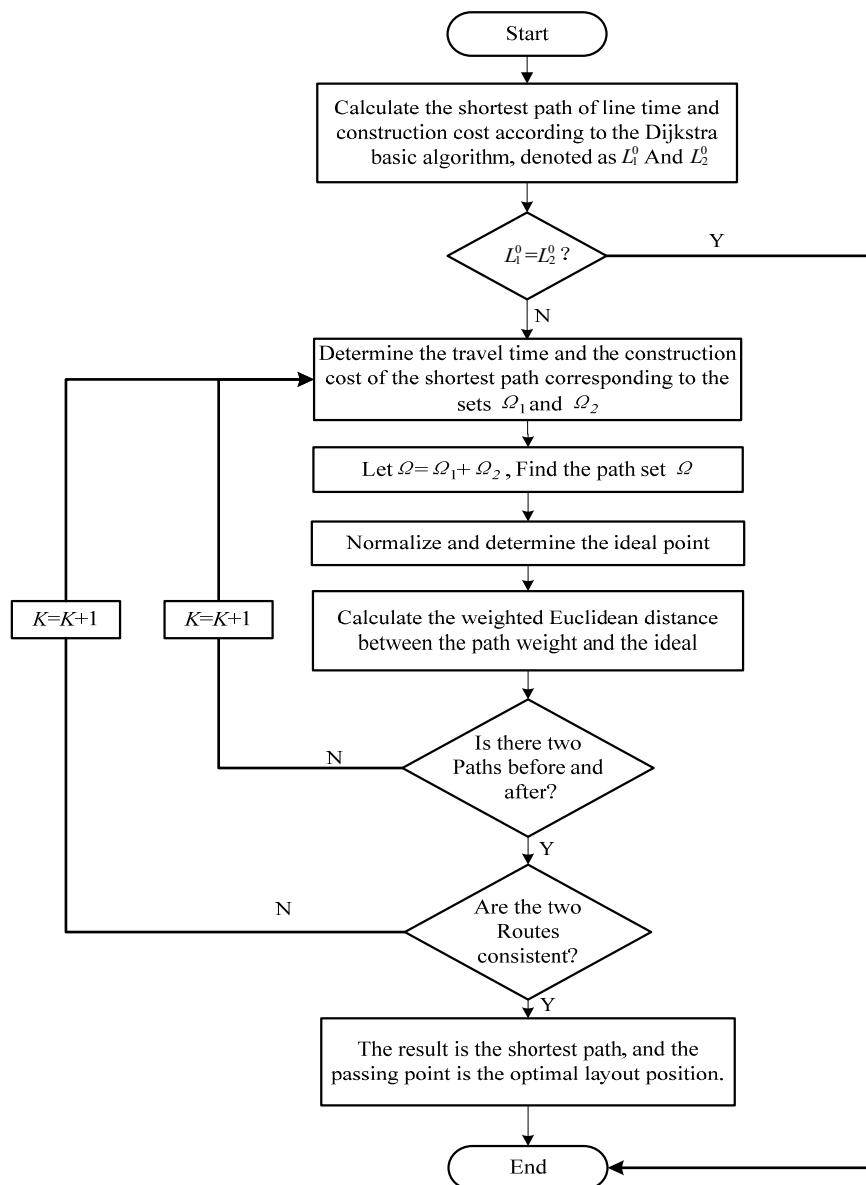 Start
Calculate the shortest path of line time and
construction cost according to the Dijkstra
basic algorithm, denoted as L₁⁰ And L₂⁰
L₁⁰=L₂⁰ ?
Y
N
Determine the travel time and the construction
cost of the shortest path corresponding to the
sets Ω₁ and Ω₂
Let Ω= Ω₁+ Ω₂ , Find the path set Ω
Normalize and determine the ideal point
K=K+1
K=K+1
Calculate the weighted Euclidean distance
between the path weight and the ideal
Is there two
Paths before and
after?
N
Y
Are the two
Routes
consistent?
N
Y
The result is the shortest path, and the
passing point is the optimal layout position.
End